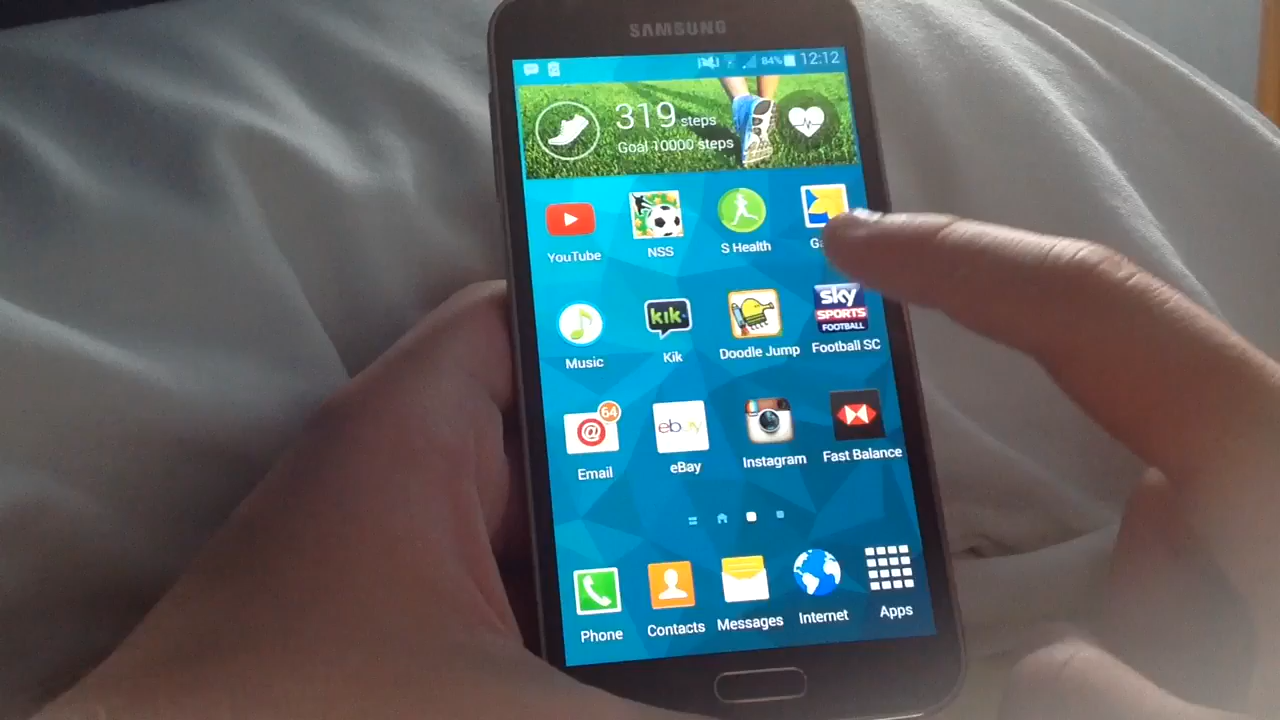 SAMSUNG
84% 12:12
319 steps
Goal 10000 steps
YouTube
NSS
S Health
Music
kik
Kik
Doodle Jump
sky
SPORTS
FOOTBALL
Football SC
64
@
Email
ebay
eBay
Instagram
Fast Balance
Phone
Contacts
Messages
Internet
Apps